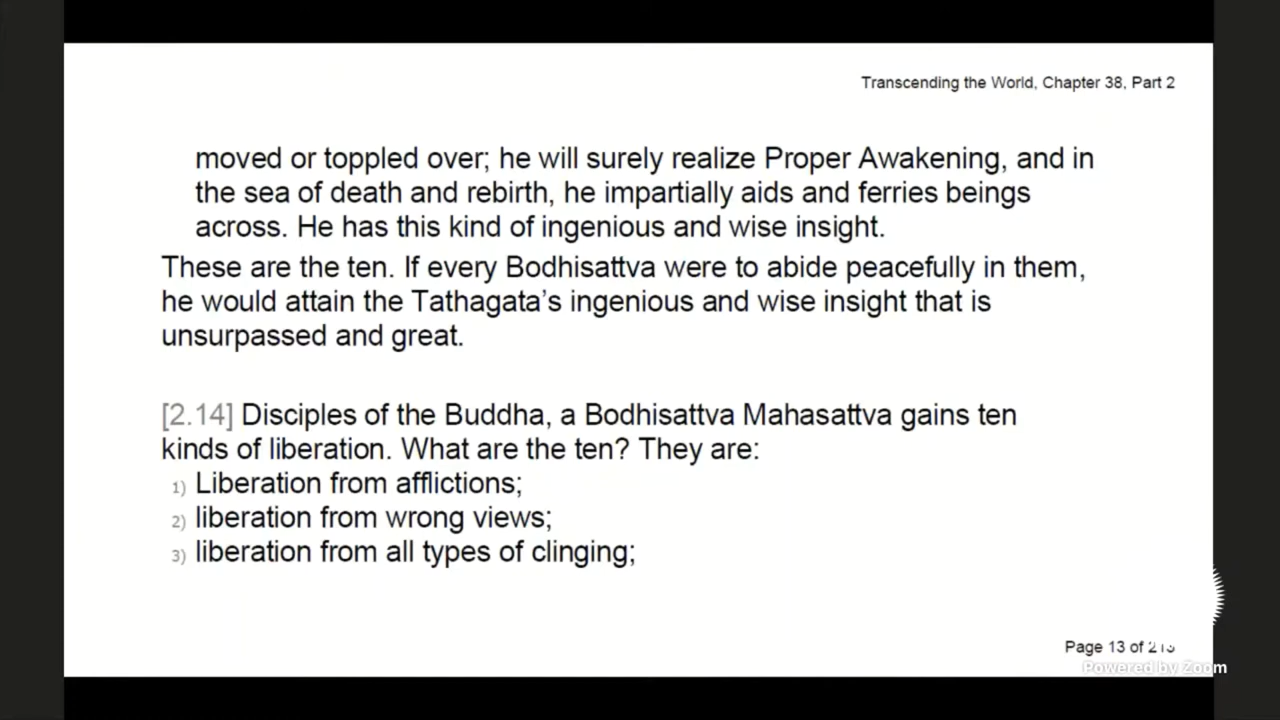 Transcending the World, Chapter 38, Part 2
moved or toppled over; he will surely realize Proper Awakening, and in
the sea of death and rebirth, he impartially aids and ferries beings
across. He has this kind of ingenious and wise insight.
These are the ten. If every Bodhisattva were to abide peacefully in them,
he would attain the Tathagata's ingenious and wise insight that is
unsurpassed and great.
[2.14] Disciples of the Buddha, a Bodhisattva Mahasattva gains ten
kinds of liberation. What are the ten? They are:
1) Liberation from afflictions;
2) liberation from wrong views;
3) liberation from all types of clinging;
Page 13 of
Powered by Zoom